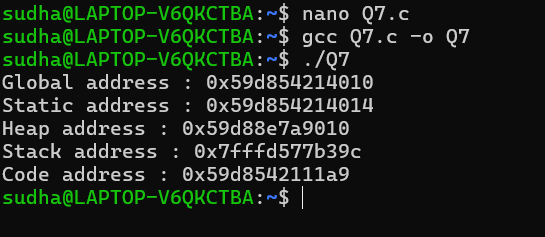 sudha@LAPTOP-V6QKCTBA:~$ nano Q7.c
sudha@LAPTOP-V6QKCTBA:~$ gcc Q7.c -o Q7
sudha@LAPTOP-V6QKCTBA:~$ ./Q7
Global address : 0x59d854214010
Static address : 0x59d854214014
Heap address : 0x59d88e7a9010
Stack address : 0x7fffd577b39c
Code address : 0x59d8542111a9
sudha@LAPTOP-V6QKCTBA:~$